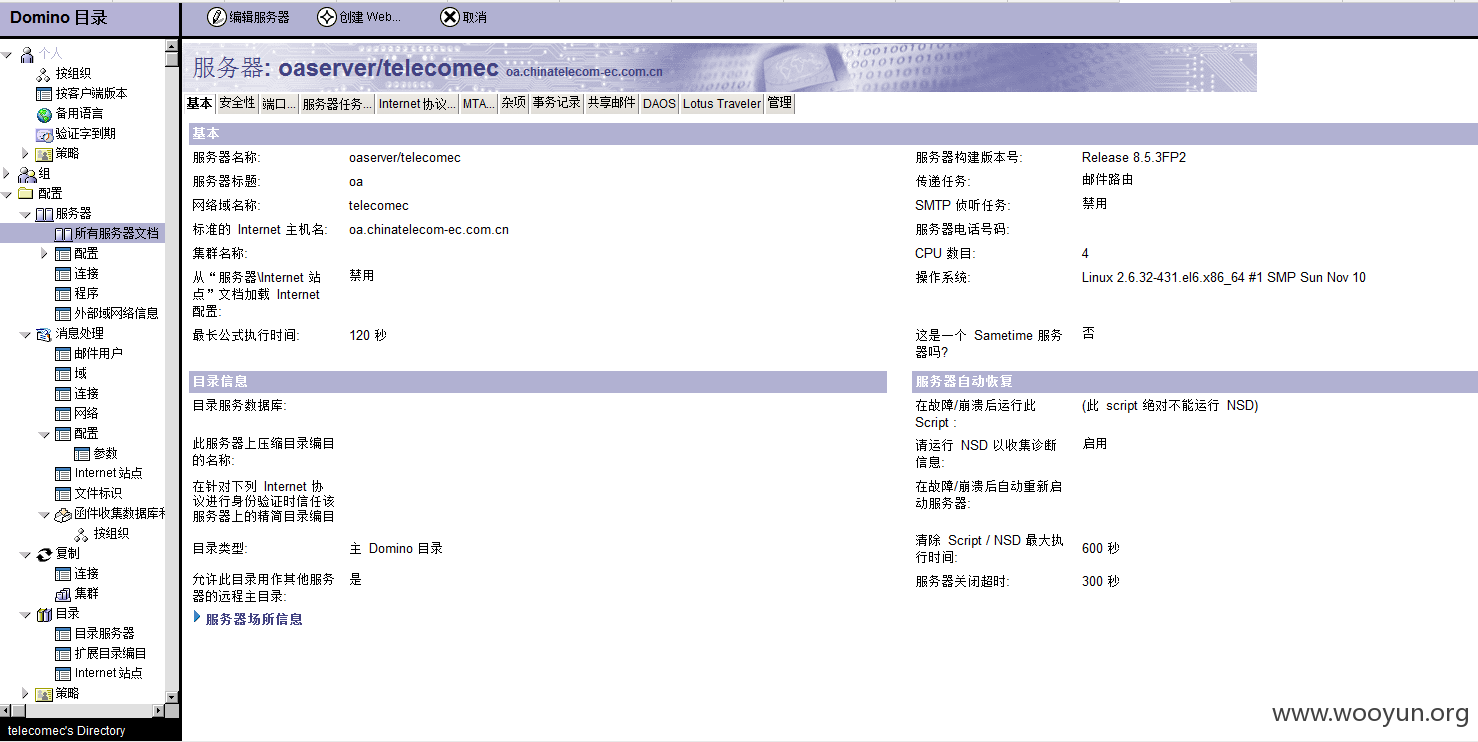 Domino 目录
编辑服务器
创建 Web...
取消
个人
按组织
按客户端版本
备用语言
验证字到期
策略
组
配置
服务器
所有服务器文档
配置
连接
程序
外部域网络信息
消息处理
邮件用户
域
连接
网络
配置
参数
Internet 站点
文件标识
函件收集数据库和
按组织
复制
连接
集群
目录
目录服务器
扩展目录编目
Internet 站点
策略
telecomec's Directory
服务器: oaserver/telecomec oa.chinatelecom-ec.com.cn
基本 安全性 端口... 服务器任务... Internet 协议... MTA... 杂项 事务记录 共享邮件 DAOS Lotus Traveler 管理
基本
服务器名称: oaserver/telecomec
服务器标题: oa
网络域名称: telecomec
标准的 Internet 主机名: oa.chinatelecom-ec.com.cn
集群名称:
从“服务器\Internet 站 禁用
点”文档加载 Internet
配置:
最长公式执行时间: 120 秒
服务器构建版本号: Release 8.5.3FP2
传递任务: 邮件路由
SMTP 侦听任务: 禁用
服务器电话号码:
CPU 数目: 4
操作系统: Linux 2.6.32-431.el6.x86_64 #1 SMP Sun Nov 10
这是一个 Sametime 服务 否
器吗?
目录信息
目录服务数据库:
此服务器上压缩目录编目
的名称:
在针对下列 Internet 协
议进行身份验证时信任该
服务器上的精简目录编目
目录类型: 主 Domino 目录
允许此目录用作其他服务 是
器的远程主目录:
服务器场所信息
服务器自动恢复
在故障/崩溃后运行此 (此 script 绝对不能运行 NSD)
Script :
请运行 NSD 以收集诊断 启用
信息:
在故障/崩溃后自动重新启
动服务器:
清除 Script / NSD 最大执 600 秒
行时间:
服务器关闭超时: 300 秒
www.wooyun.org